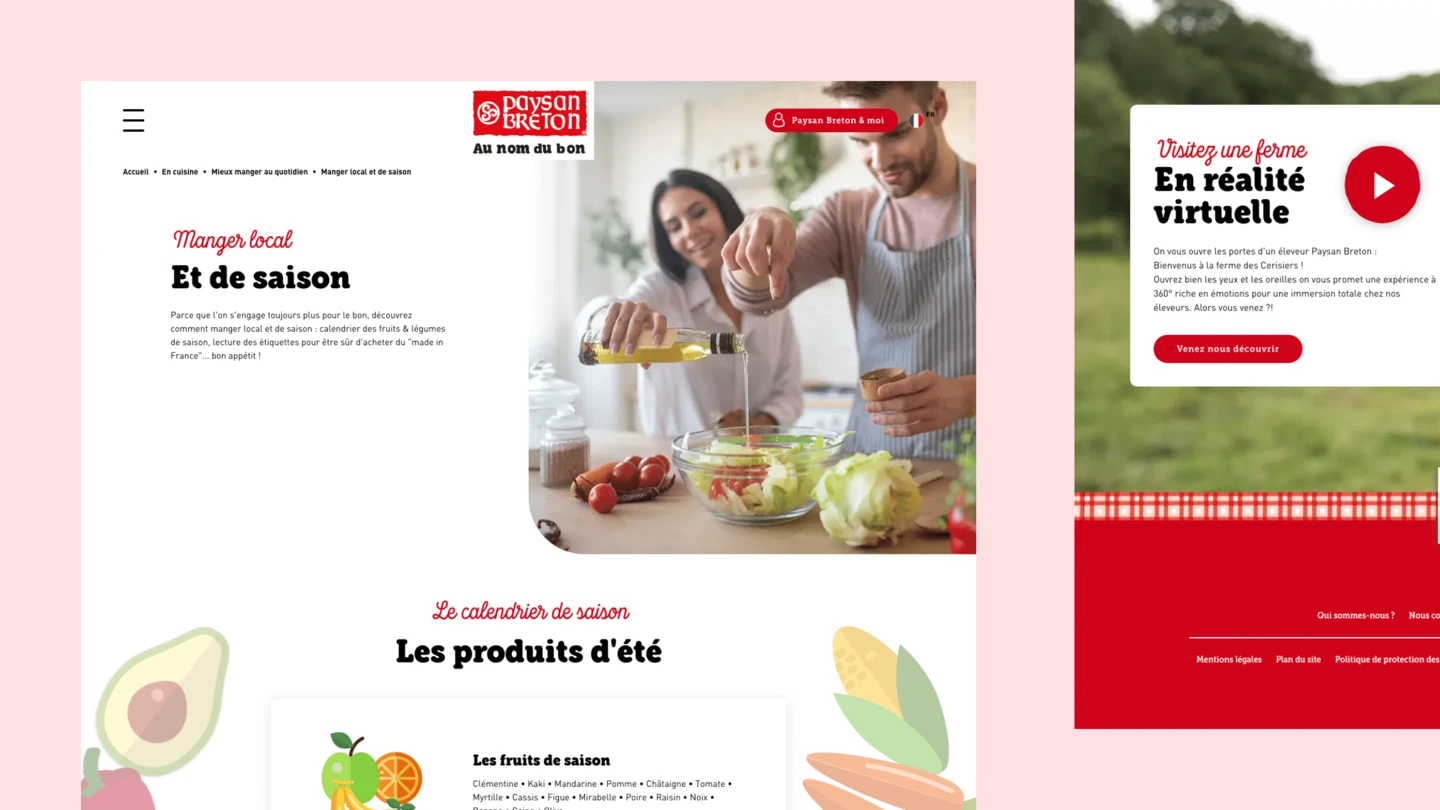 Paysan
Breton
Au nom du bon
Paysan Breton & moi
FR
Accueil • En cuisine • Mieux manger au quotidien • Manger local et de saison
Manger local
Et de saison
Parce que l'on s'engage toujours plus pour le bon, découvrez
comment manger local et de saison : calendrier des fruits & légumes
de saison, lecture des étiquettes pour être sûr d'acheter du "made in
France"... bon appétit !
Le calendrier de saison
Les produits d'été
Les fruits de saison
Clémentine • Kaki • Mandarine • Pomme • Châtaigne • Tomate •
Myrtille • Cassis • Figue • Mirabelle • Poire • Raisin • Noix •
Visitez une ferme
En réalité
virtuelle
On vous ouvre les portes d'un éleveur Paysan Breton :
Bienvenus à la ferme des Cerisiers !
Ouvrez bien les yeux et les oreilles on vous promet une expérience à
360° riche en émotions pour une immersion totale chez nos
éleveurs. Alors vous venez ?!
Venez nous découvrir
Qui sommes-nous ? Nous co
Mentions légales Plan du site Politique de protection des